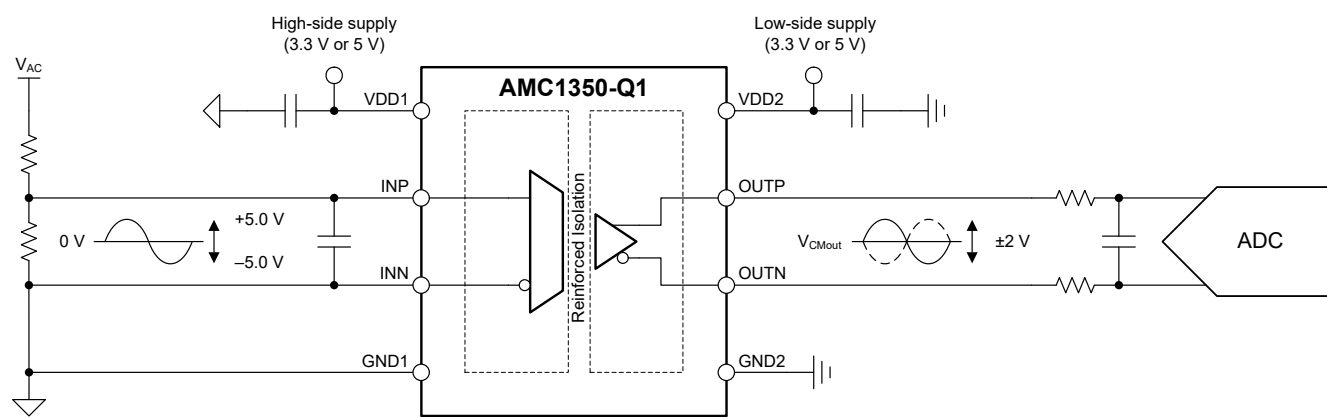 High-side supply
(3.3 V or 5 V)
Low-side supply
(3.3 V or 5 V)
VAC
AMC1350-Q1
VDD1
VDD2
INP
OUTP
Reinforced Isolation
0 V
+5.0 V
–5.0 V
VCMout
±2 V
ADC
INN
OUTN
GND1
GND2